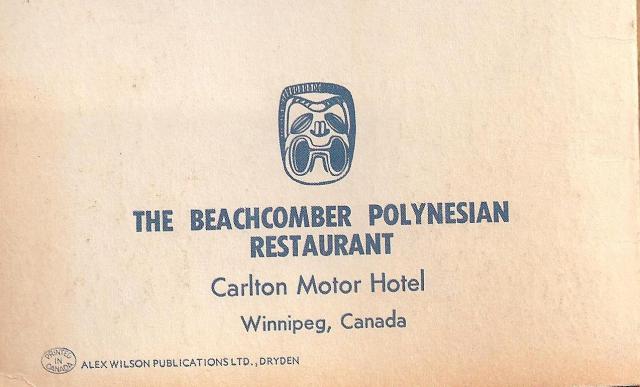 THE BEACHCOMBER POLYNESIAN
RESTAURANT
Carlton Motor Hotel
Winnipeg, Canada
PRINTED
IN
CANADA
ALEX WILSON PUBLICATIONS LTD., DRYDEN